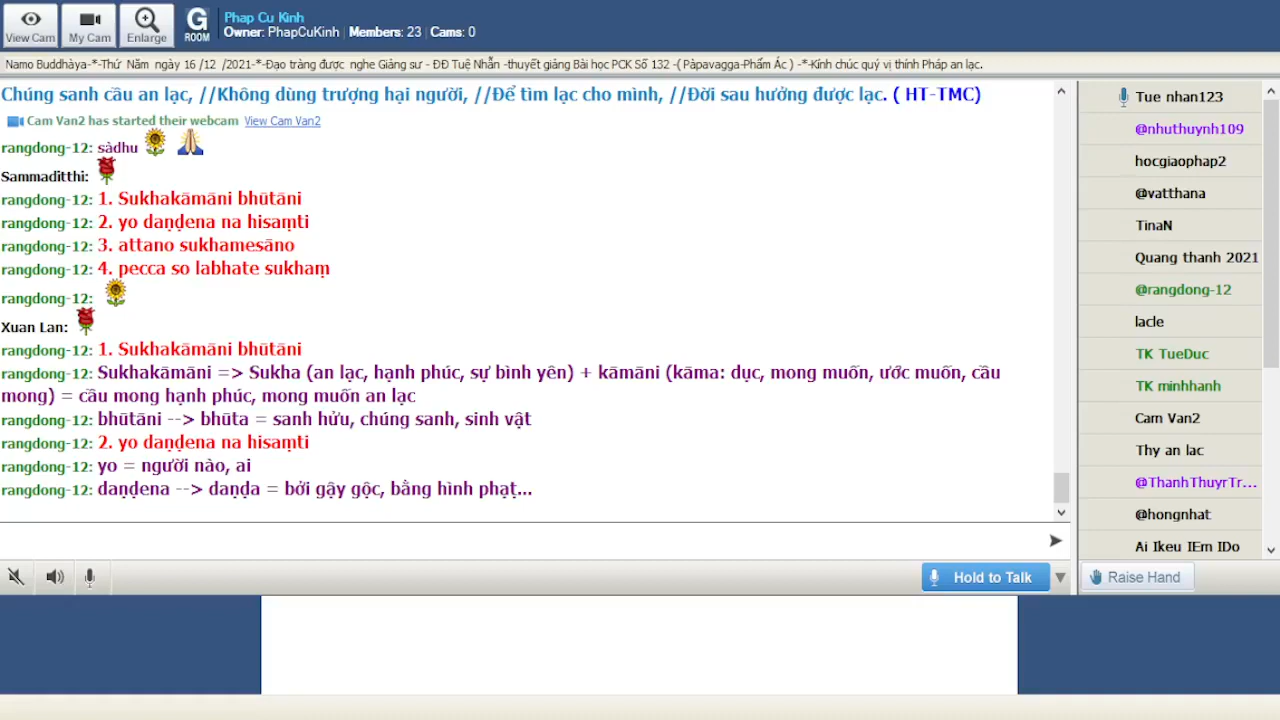 View Cam
My Cam
Enlarge
G
ROOM
Phap Cu Kinh
Owner: PhapCuKinh | Members: 23 | Cams: 0
Namo Buddhàya-*-Thứ Năm ngày 16 /12 /2021-*-Đạo tràng được nghe Giảng sư - ĐĐ Tuệ Nhẫn -thuyết giảng Bài học PCK Số 132 -( Pàpavagga-Phẩm Ác ) -*-Kính chúc quý vị thính Pháp an lạc.
Chúng sanh cầu an lạc, //Không dùng trượng hại người, //Để tìm lạc cho mình, //Đời sau hưởng được lạc. ( HT-TMC)
Cam Van2 has started their webcam View Cam Van2
rangdong-12: sàdhu
Sammaditthi:
rangdong-12: 1. Sukhakāmāni bhūtāni
rangdong-12: 2. yo daṇḍena na hisaṃti
rangdong-12: 3. attano sukhamesāno
rangdong-12: 4. pecca so labhate sukhaṃ
rangdong-12:
Xuan Lan:
rangdong-12: 1. Sukhakāmāni bhūtāni
rangdong-12: Sukhakāmāni => Sukha (an lạc, hạnh phúc, sự bình yên) + kāmāni (kāma: dục, mong muốn, ước muốn, cầu
mong) = cầu mong hạnh phúc, mong muốn an lạc
rangdong-12: bhūtāni --> bhūta = sanh hửu, chúng sanh, sinh vật
rangdong-12: 2. yo daṇḍena na hisaṃti
rangdong-12: yo = người nào, ai
rangdong-12: daṇḍena --> daṇḍa = bởi gậy gộc, bằng hình phạt...
Tue nhan123
@nhuthuynh109
hocgiaophap2
@vatthana
TinaN
Quang thanh 2021
@rangdong-12
lacle
TK TueDuc
TK minhhanh
Cam Van2
Thy an lac
@ThanhThuyrTr...
@hongnhat
Ai Ikeu IEm IDo
Hold to Talk
Raise Hand